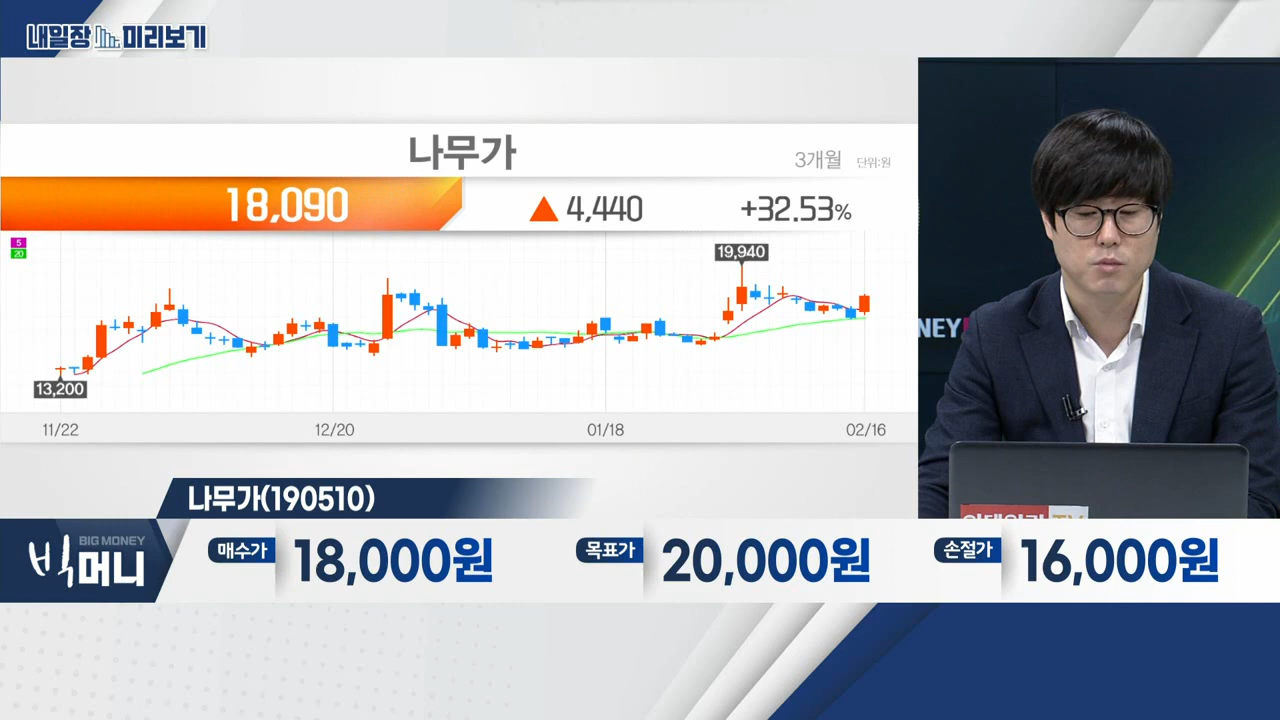 내일장 미리보기
나무가
3개월 단위:원
18,090 ▲ 4,440 +32.53%
5
20
19,940
13,200
11/22 12/20 01/18 02/16
NEY
나무가(190510)
BIG MONEY
빅머니
매수가 18,000원 목표가 20,000원 손절가 16,000원